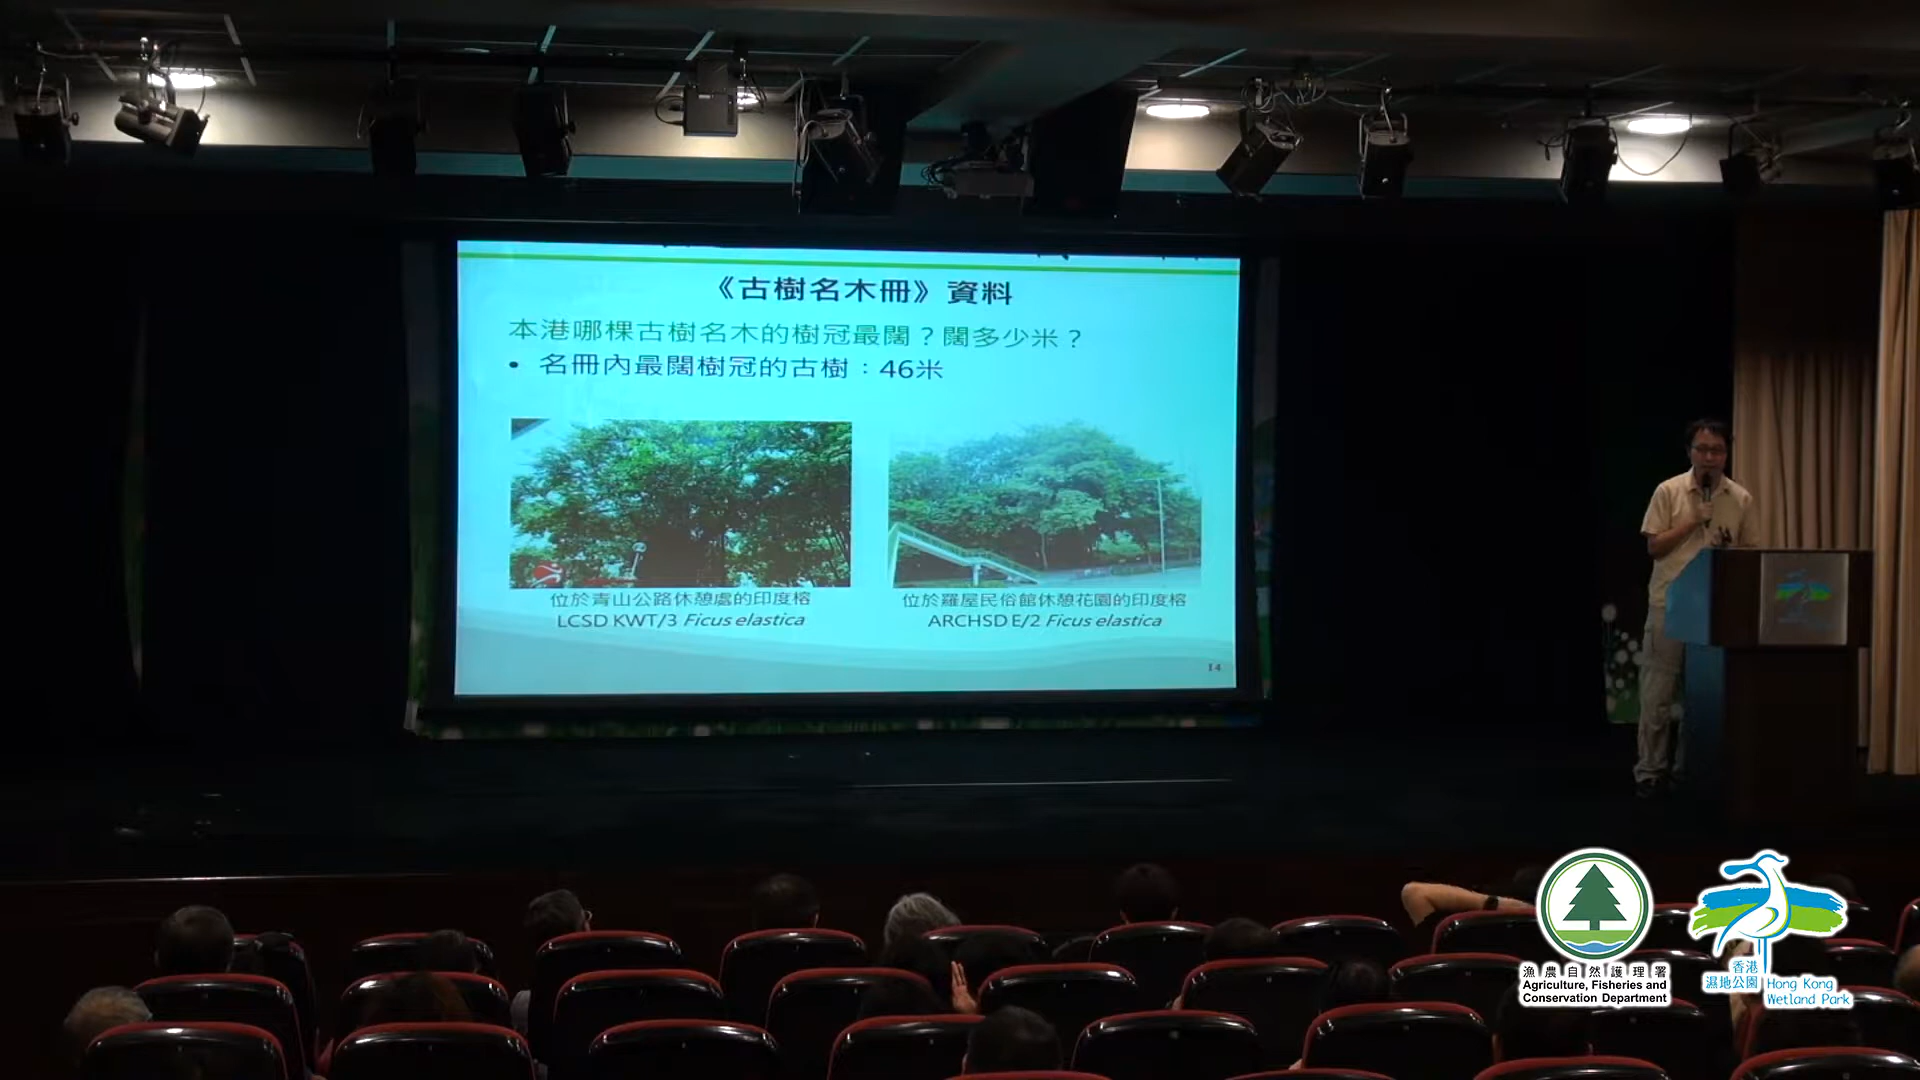 《古樹名木冊》資料
本港哪棵古樹名木的樹冠最闊？闊多少米？
• 名冊內最闊樹冠的古樹：46米
位於青山公路休憩處的印度榕
LCSD KWT/3 Ficus elastica
位於羅屋民俗館休憩花園的印度榕
ARCHSD E/2 Ficus elastica
14
漁農自然護理署
Agriculture, Fisheries and
Conservation Department
香港
濕地公園
Hong Kong
Wetland Park